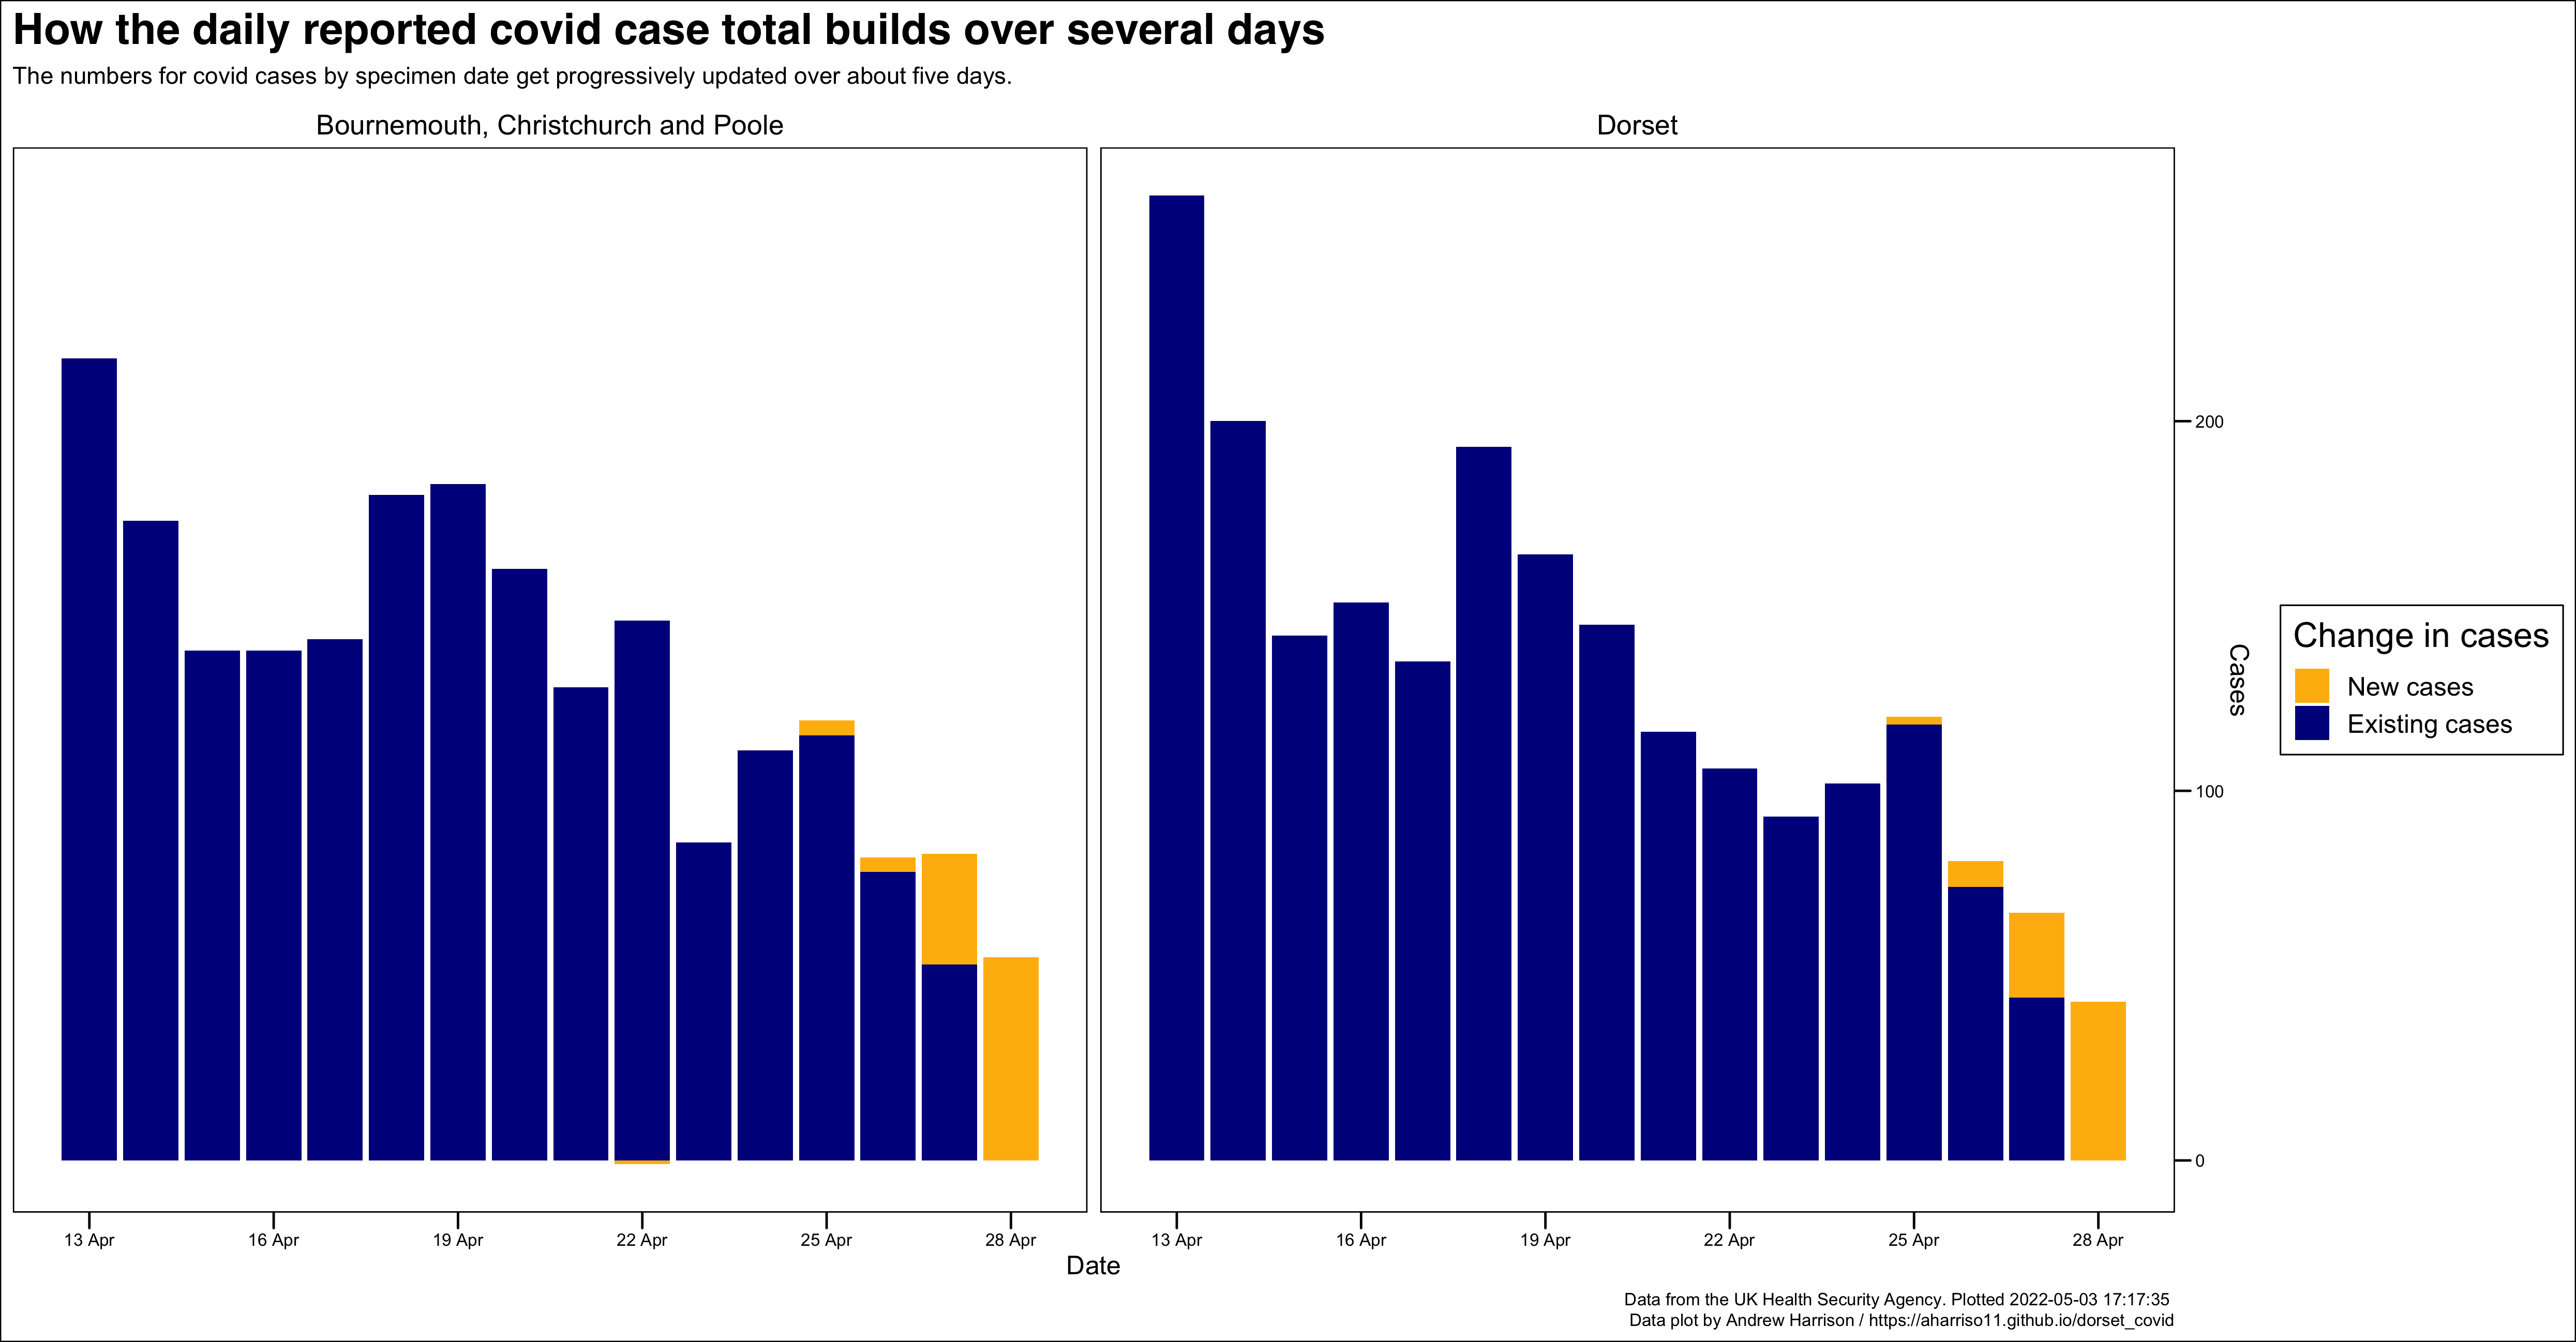 How the daily reported covid case total builds over several days
The numbers for covid cases by specimen date get progressively updated over about five days.
Bournemouth, Christchurch and Poole
Dorset
200
100
0
Cases
Change in cases
New cases
Existing cases
13 Apr 16 Apr 19 Apr 22 Apr 25 Apr 28 Apr
13 Apr 16 Apr 19 Apr 22 Apr 25 Apr 28 Apr
Date
Data from the UK Health Security Agency. Plotted 2022-05-03 17:17:35
Data plot by Andrew Harrison / https://aharriso11.github.io/dorset_covid